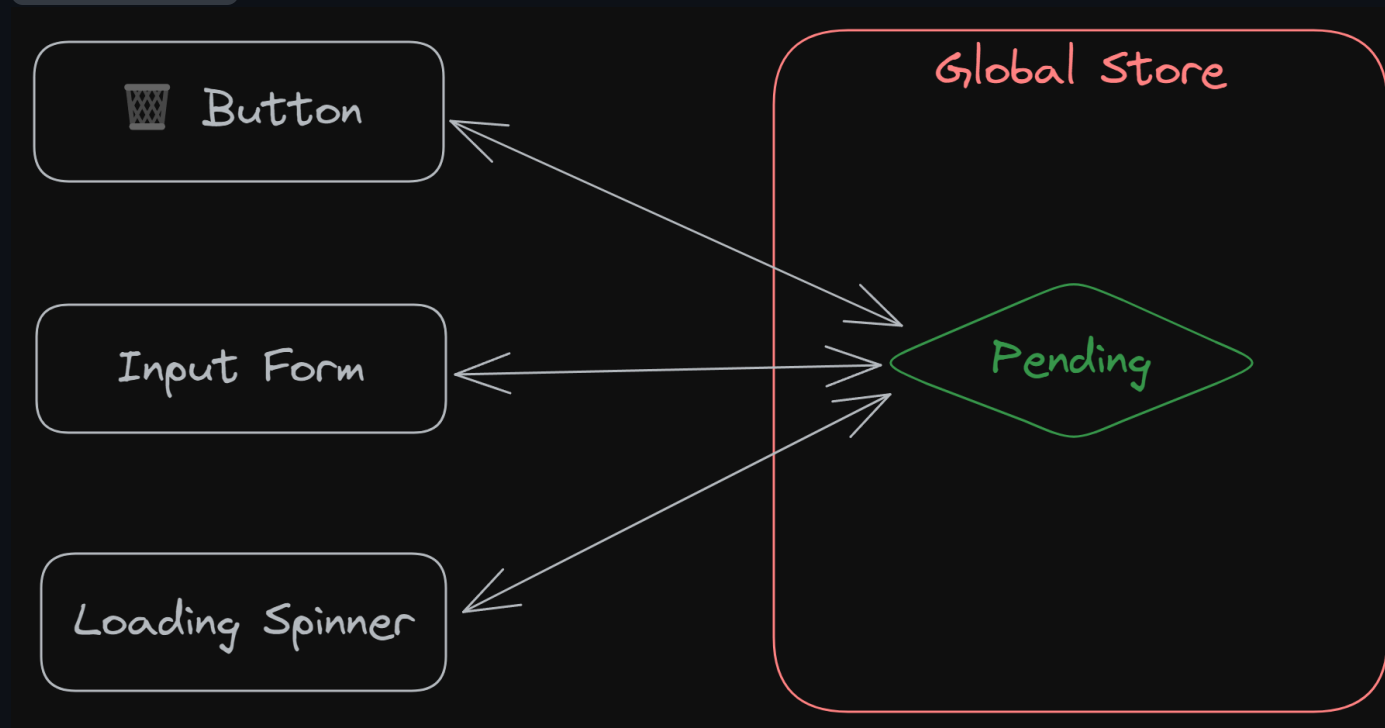 Global Store
🗑 Button
Input Form
Pending
Loading Spinner